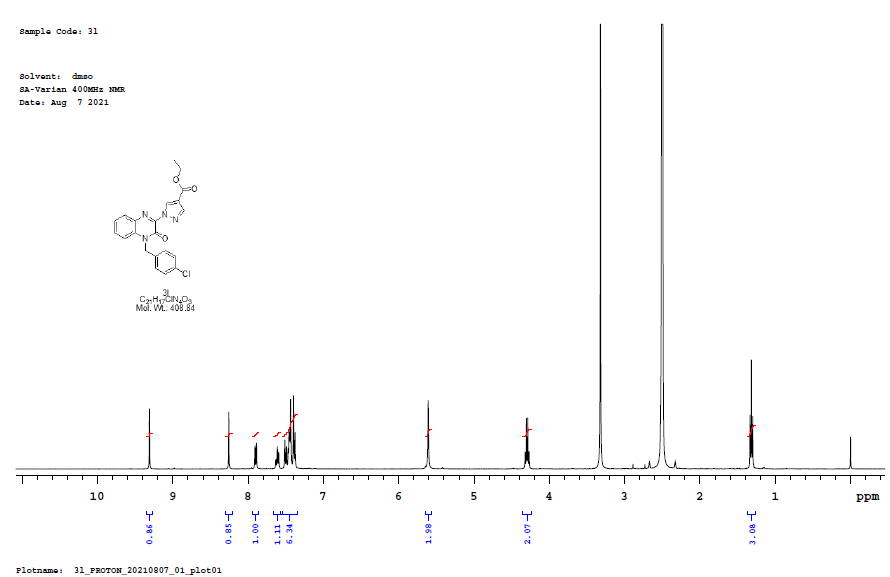 Sample Code: 3l
Solvent: dmso
SA-Varian 400MHz NMR
Date: Aug 7 2021
O
O
N
N
N
N
O
Cl
3l
C21H17ClN4O3
Mol. Wt.: 408.84
10 9 8 7 6 5 4 3 2 1 ppm
0.86 0.85 1.00 1.11 6.34 1.98 2.07 3.08
Plotname: 3l_PROTON_20210807_01_plot01